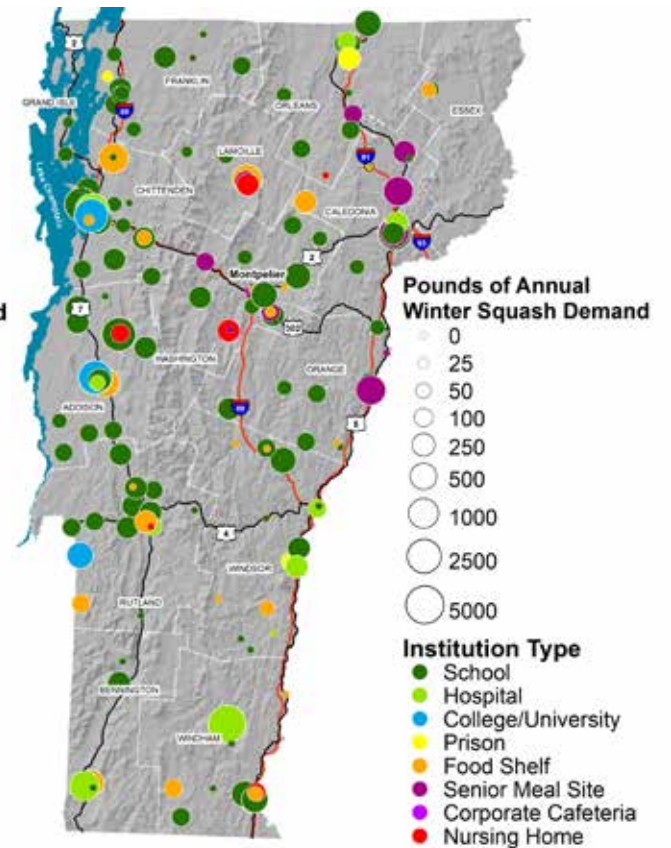 2
FRANKLIN
GRAND ISLE
ORLEANS
ESSEX
89
LAMOILLE
91
CHITTENDEN
Lake Champlain
CALEDONIA
93
2
Montpelier
7
302
WASHINGTON
ORANGE
ADDISON
89
5
4
WINDSOR
RUTLAND
BENNINGTON
WINDHAM
d
Pounds of Annual
Winter Squash Demand
0
25
50
100
250
500
1000
2500
5000
Institution Type
School
Hospital
College/University
Prison
Food Shelf
Senior Meal Site
Corporate Cafeteria
Nursing Home